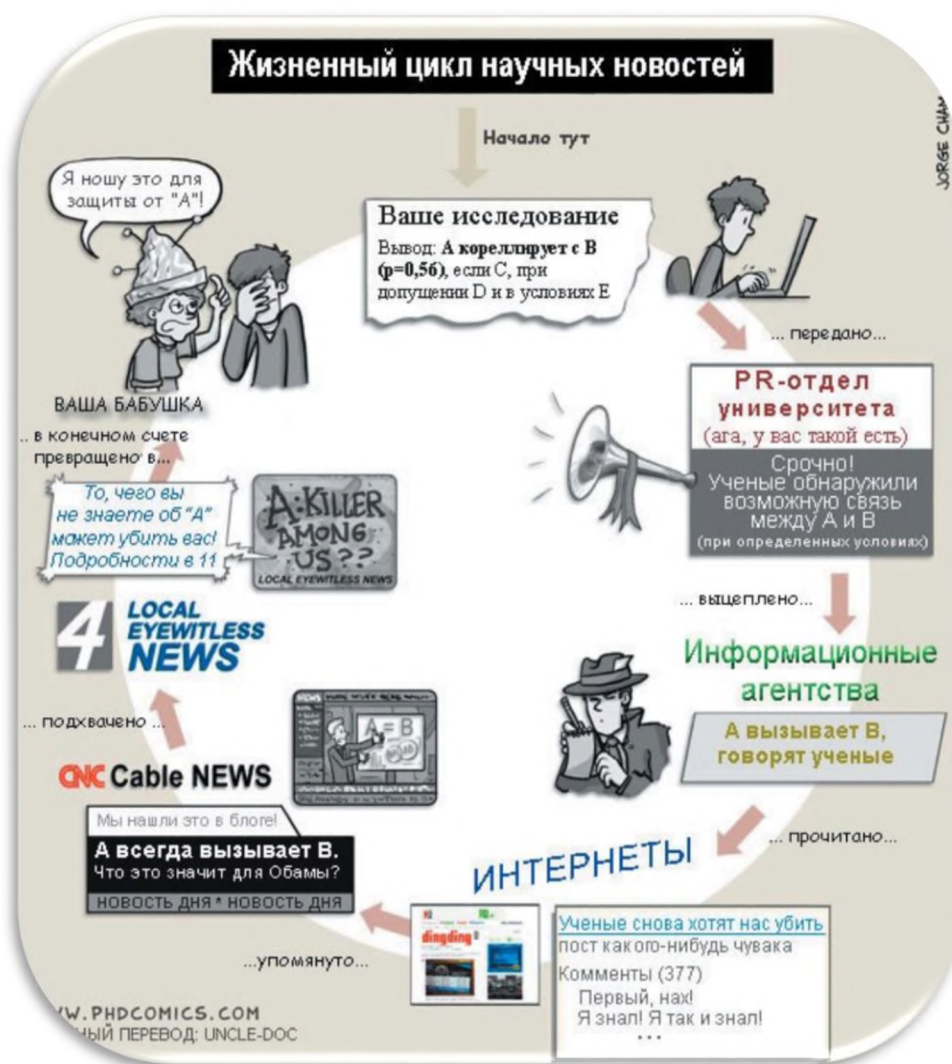 Жизненный цикл научных новостей
Начало тут
JORGE CHAM
Я ношу это для
защиты от "А"!
Ваше исследование
Вывод: А кореллирует с В
(р=0,56), если С, при
допущении D и в условиях Е
... передано...
PR-отдел
университета
(ага, у вас такой есть)
Срочно!
Ученые обнаружили
возможную связь
между А и В
(при определенных условиях)
... выцеплено...
Информационные
агентства
А вызывает В,
говорят ученые
... прочитано...
ИНТЕРНЕТЫ
dingding
Ученые снова хотят нас убить
пост какого-нибудь чувака
Комменты (377)
Первый, нах!
Я знал! Я так и знал!
...
...упомянуто...
CNC Cable NEWS
Мы нашли это в блоге!
А всегда вызывает В.
Что это значит для Обамы?
НОВОСТЬ ДНЯ * НОВОСТЬ ДНЯ
NEWS
A = B
... подхвачено ...
4 LOCAL
EYEWITLESS
NEWS
То, чего вы
не знаете об "А"
мажет убить вас!
Подробности в 11
A: KILLER
AMONG
US??
LOCAL EYEWITLESS NEWS
.. в конечном счете
превращено в...
ВАША БАБУШКА
WWW.PHDCOMICS.COM
ПЕРЕВОД: UNCLE-DOC